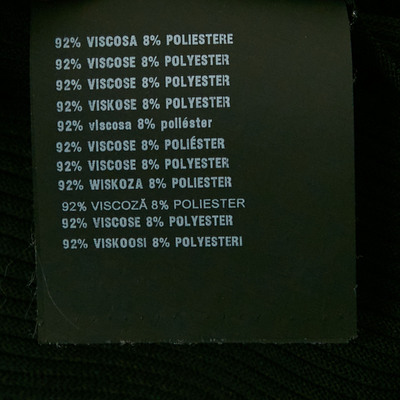 92% VISCOSA 8% POLIESTERE
92% VISCOSE 8% POLYESTER
92% VISCOSE 8% POLYESTER
92% VISKOSE 8% POLYESTER
92% viscosa 8% poliéster
92% VISCOSE 8% POLIÉSTER
92% VISCOSE 8% POLYESTER
92% WISKOZA 8% POLIESTER
92% VISCOZĂ 8% POLIESTER
92% VISCOSE 8% POLYESTER
92% VISKOOSI 8% POLYESTERI